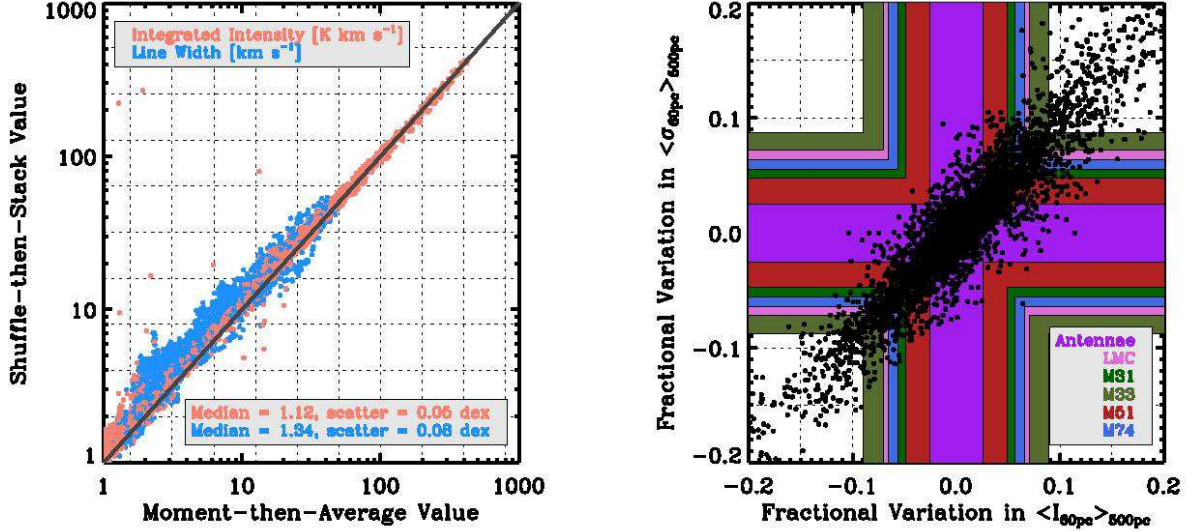 1000
100
10
1
1 10 100 1000
Shuffle-then-Stack Value
Moment-then-Average Value
Integrated Intensity [K km s⁻¹]
Line Width [km s⁻¹]
Median = 1.12, scatter = 0.05 dex
Median = 1.34, scatter = 0.08 dex
0.2
0.1
0.0
-0.1
-0.2
-0.2 -0.1 0.0 0.1 0.2
Fractional Variation in <σ60pc>500pc
Fractional Variation in <I60pc>500pc
Antennae
LMC
M31
M33
M51
M74